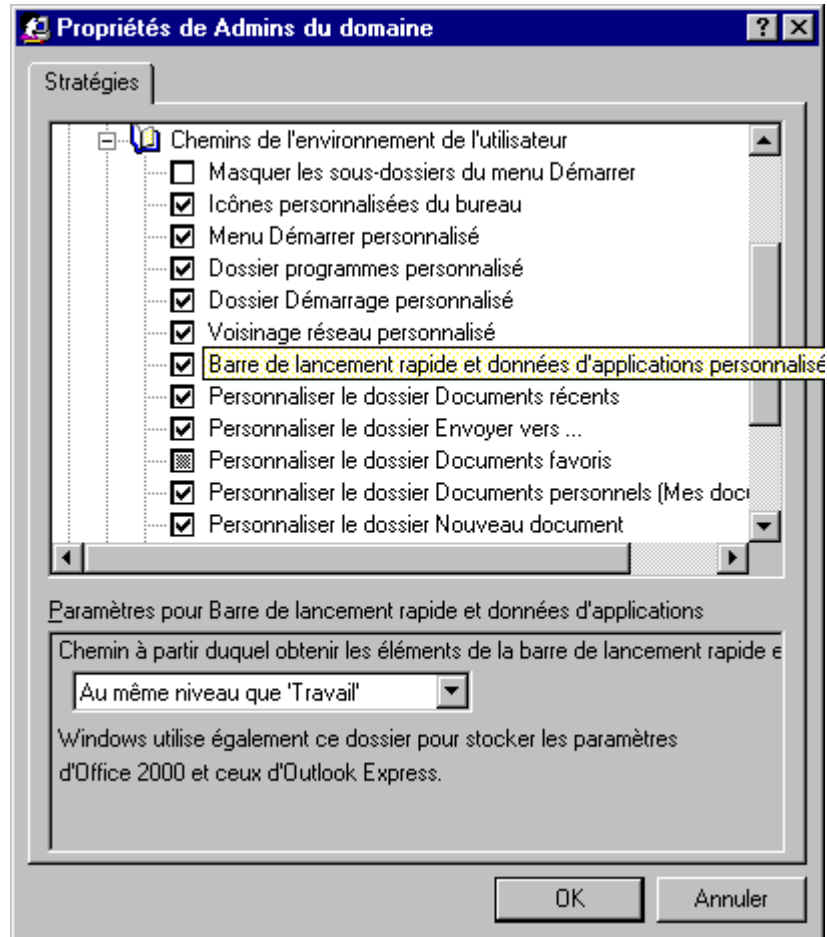 Propriétés de Admins du domaine
Stratégies
Chemins de l'environnement de l'utilisateur
Masquer les sous-dossiers du menu Démarrer
Icônes personnalisées du bureau
Menu Démarrer personnalisé
Dossier programmes personnalisé
Dossier Démarrage personnalisé
Voisinage réseau personnalisé
Barre de lancement rapide et données d'applications personnalisé
Personnaliser le dossier Documents récents
Personnaliser le dossier Envoyer vers ...
Personnaliser le dossier Documents favoris
Personnaliser le dossier Documents personnels (Mes docu
Personnaliser le dossier Nouveau document
Paramètres pour Barre de lancement rapide et données d'applications
Chemin à partir duquel obtenir les éléments de la barre de lancement rapide e
Au même niveau que 'Travail'
Windows utilise également ce dossier pour stocker les paramètres
d'Office 2000 et ceux d'Outlook Express.
OK Annuler